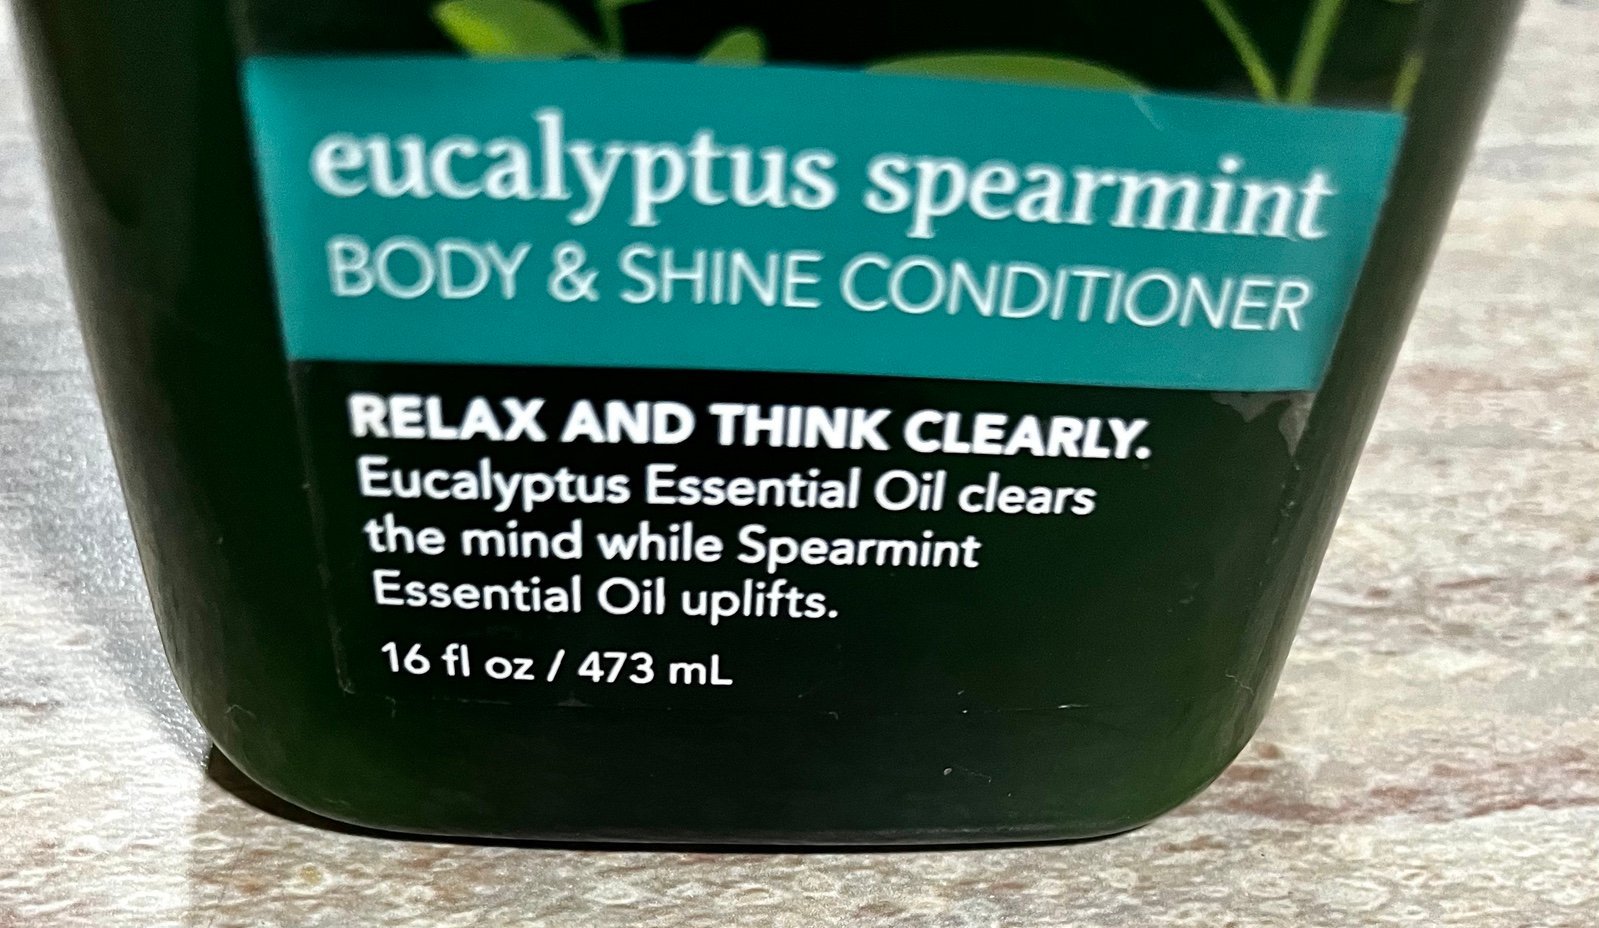 eucalyptus spearmint
BODY & SHINE CONDITIONER
RELAX AND THINK CLEARLY.
Eucalyptus Essential Oil clears
the mind while Spearmint
Essential Oil uplifts.
16 fl oz / 473 mL